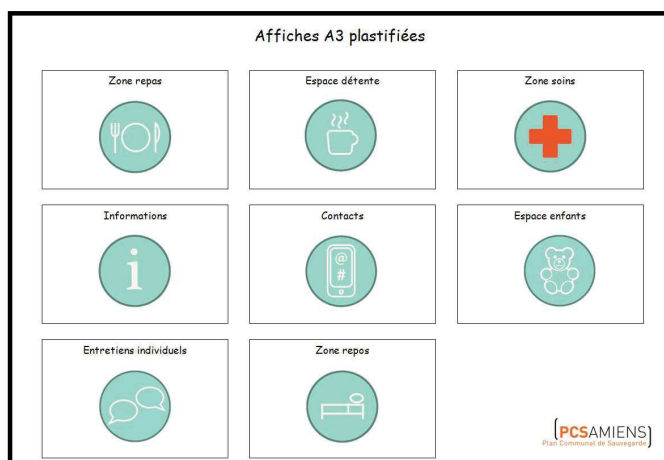 Affiches A3 plastifiées
Zone repas
Espace détente
Zone soins
Informations
Contacts
Espace enfants
i
@
#
Entretiens individuels
Zone repos
PCSAMIENS
Plan Communal de Sauvegarde